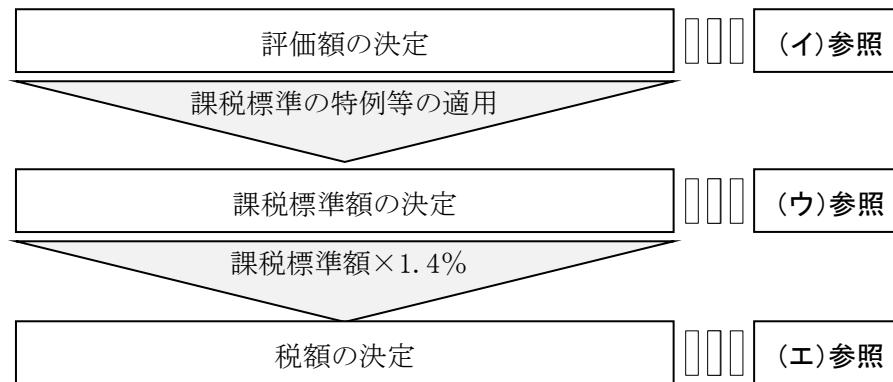 評価額の決定
(イ)参照
課税標準の特例等の適用
課税標準額の決定
(ウ)参照
課税標準額×1.4%
税額の決定
(エ)参照